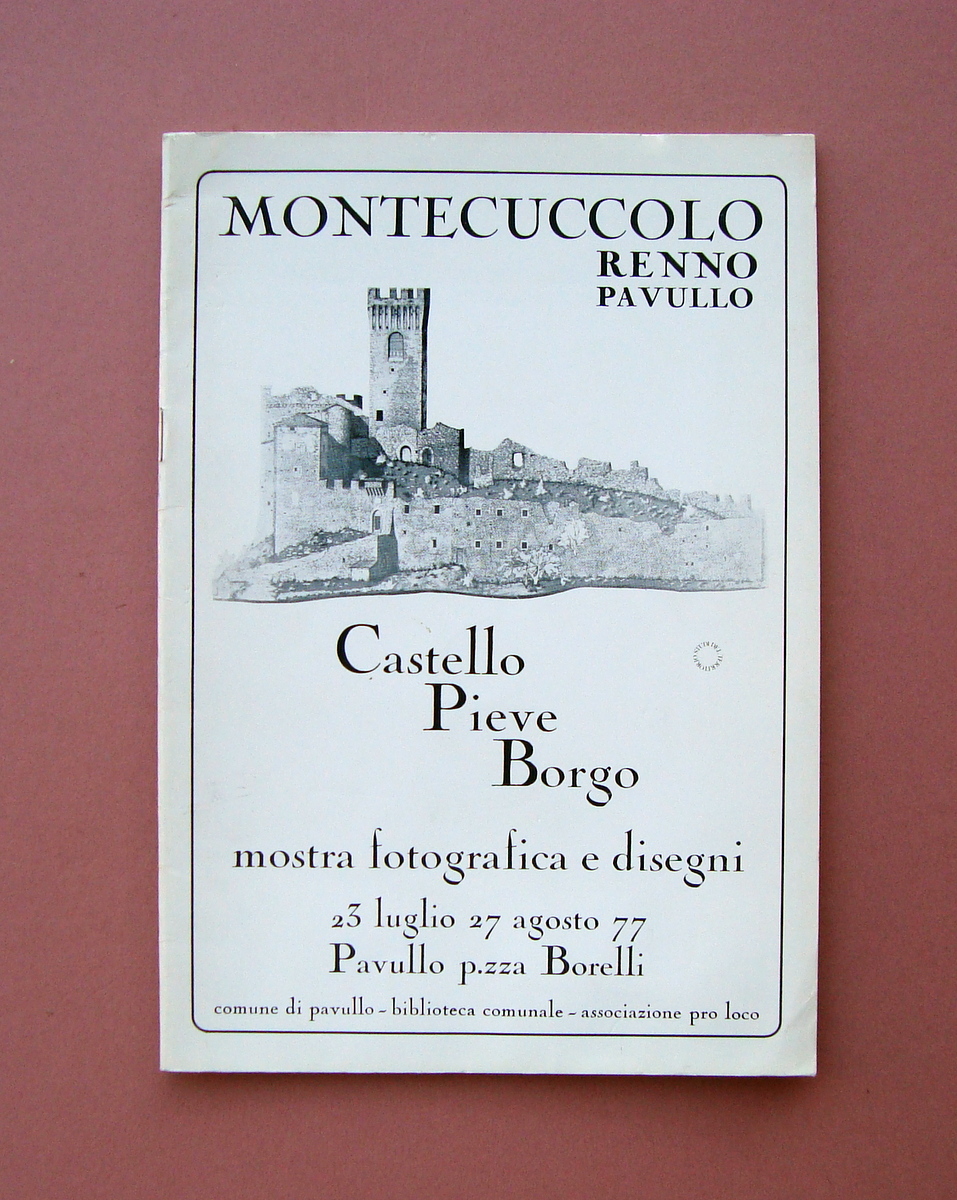 MONTECUCCOLO
RENNO
PAVULLO
Castello
Pieve
Borgo
mostra fotografica e disegni
23 luglio 27 agosto 77
Pavullo p.zza Borelli
comune di pavullo - biblioteca comunale - associazione pro loco